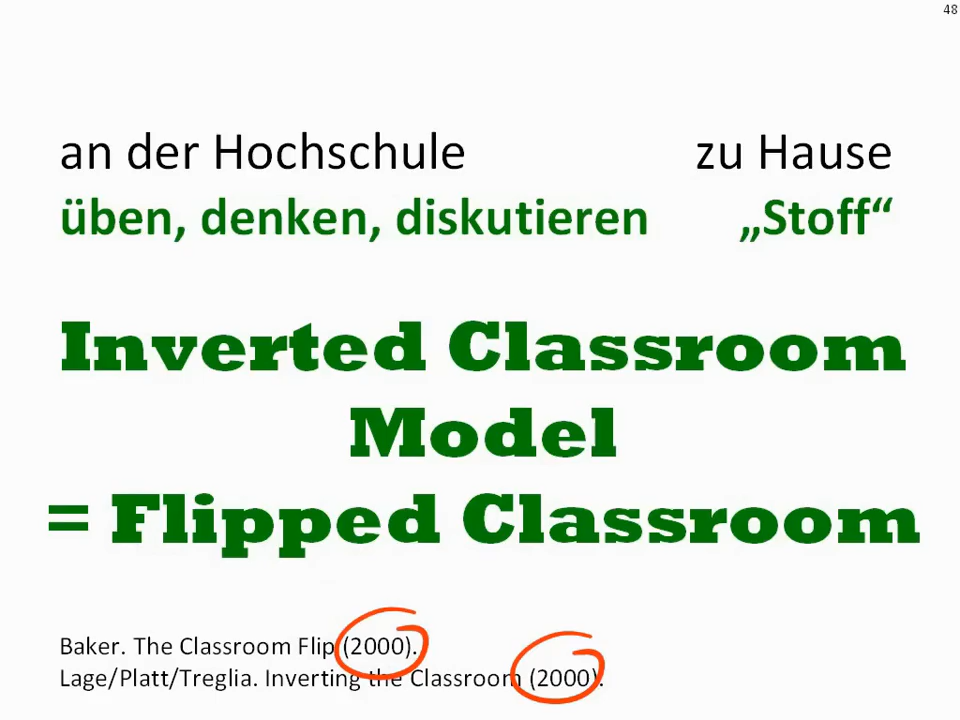 48
an der Hochschule zu Hause
üben, denken, diskutieren „Stoff“
Inverted Classroom
Model
= Flipped Classroom
Baker. The Classroom Flip (2000).
Lage/Platt/Treglia. Inverting the Classroom (2000).